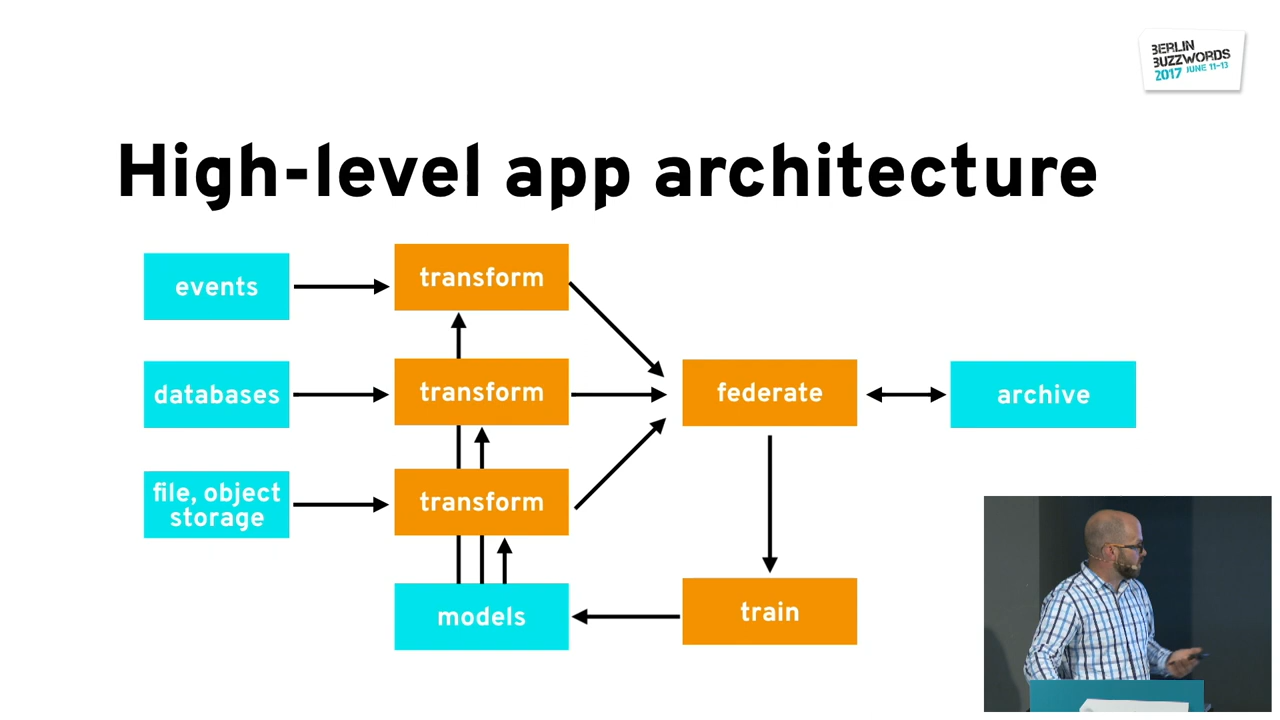 BERLIN
BUZZWORDS
2017 JUNE 11-13
High-level app architecture
events
transform
databases
transform
federate
archive
file, object
storage
transform
models
train